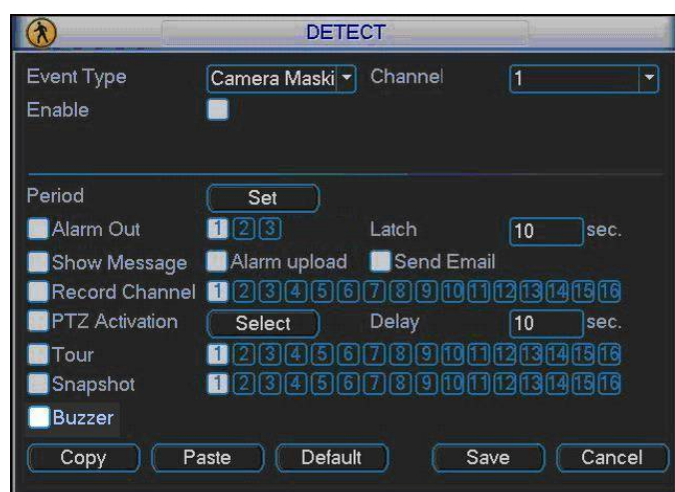 DETECT
Event Type Camera Maski Channel 1
Enable
Period Set
Alarm Out 1 2 3 Latch 10 sec.
Show Message Alarm upload Send Email
Record Channel 1 2 3 4 5 6 7 8 9 10 11 12 13 14 15 16
PTZ Activation Select Delay 10 sec.
Tour 1 2 3 4 5 6 7 8 9 10 11 12 13 14 15 16
Snapshot 1 2 3 4 5 6 7 8 9 10 11 12 13 14 15 16
Buzzer
Copy Paste Default Save Cancel